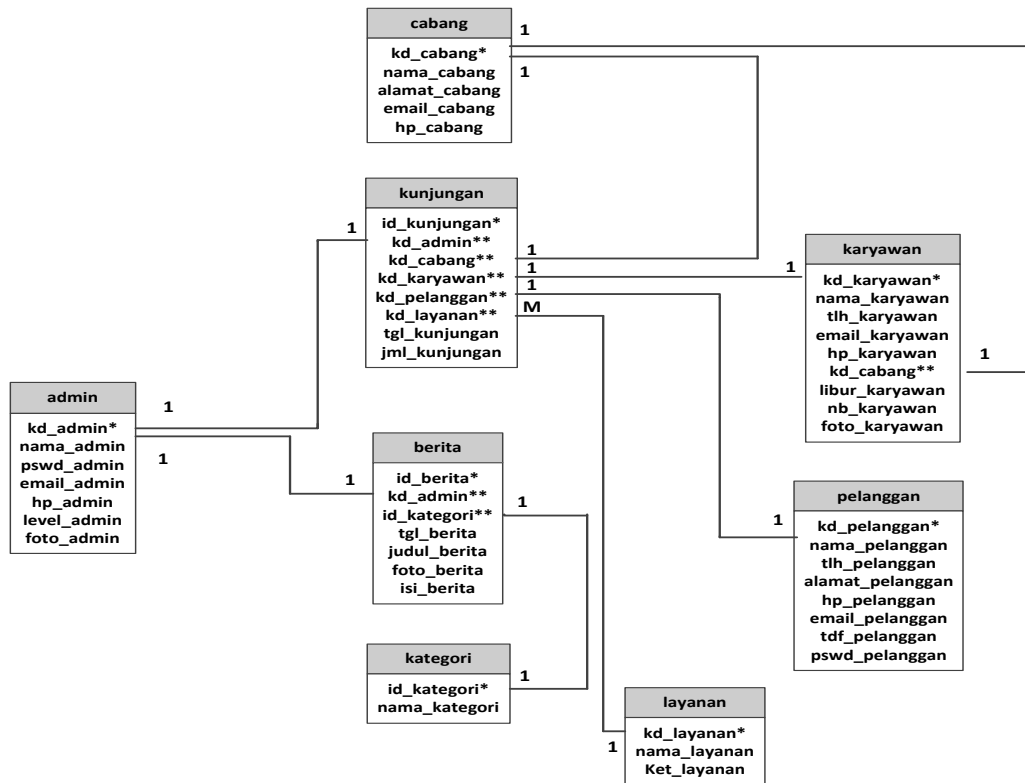 cabang
kd_cabang*
nama_cabang
alamat_cabang
email_cabang
hp_cabang
1
1
kunjungan
id_kunjungan*
kd_admin**
kd_cabang**
kd_karyawan**
kd_pelanggan**
kd_layanan**
tgl_kunjungan
jml_kunjungan
1
1
1
1
M
karyawan
kd_karyawan*
nama_karyawan
tlh_karyawan
email_karyawan
hp_karyawan
kd_cabang**
libur_karyawan
nb_karyawan
foto_karyawan
1
1
admin
kd_admin*
nama_admin
pswd_admin
email_admin
hp_admin
level_admin
foto_admin
1
1
berita
id_berita*
kd_admin**
id_kategori**
tgl_berita
judul_berita
foto_berita
isi_berita
1
1
pelanggan
kd_pelanggan*
nama_pelanggan
tlh_pelanggan
alamat_pelanggan
hp_pelanggan
email_pelanggan
tdf_pelanggan
pswd_pelanggan
1
kategori
id_kategori*
nama_kategori
1
layanan
kd_layanan*
nama_layanan
Ket_layanan
1